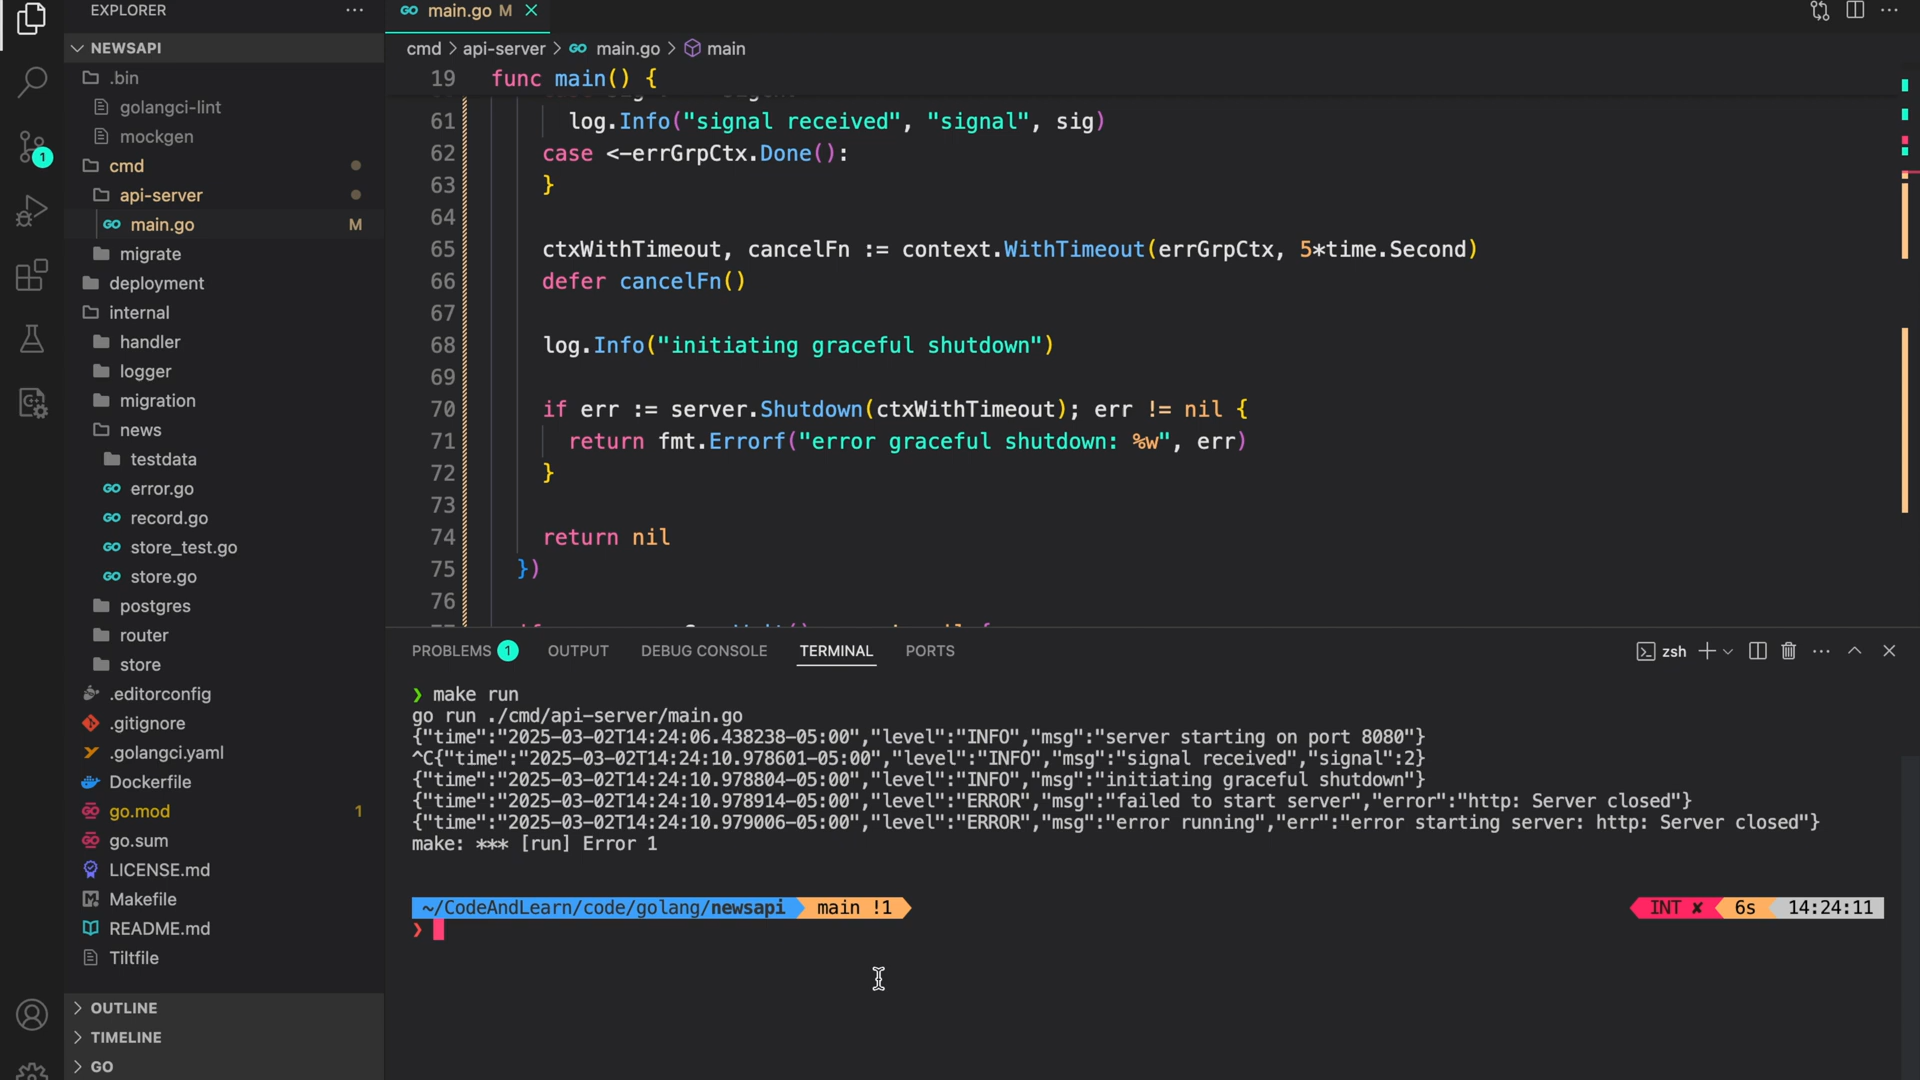 EXPLORER
NEWSAPI
.bin
golangci-lint
mockgen
cmd
api-server
main.go M
migrate
deployment
internal
handler
logger
migration
news
testdata
error.go
record.go
store_test.go
store.go
postgres
router
store
.editorconfig
.gitignore
.golangci.yaml
Dockerfile
go.mod 1
go.sum
LICENSE.md
Makefile
README.md
Tiltfile
OUTLINE
TIMELINE
GO
1
main.go M
cmd > api-server > main.go > main
19 func main() {
61 log.Info("signal received", "signal", sig)
62 case <-errGrpCtx.Done():
63 }
64
65 ctxWithTimeout, cancelFn := context.WithTimeout(errGrpCtx, 5*time.Second)
66 defer cancelFn()
67
68 log.Info("initiating graceful shutdown")
69
70 if err := server.Shutdown(ctxWithTimeout); err != nil {
71 return fmt.Errorf("error graceful shutdown: %w", err)
72 }
73
74 return nil
75 })
76
PROBLEMS 1 OUTPUT DEBUG CONSOLE TERMINAL PORTS zsh
❯ make run
go run ./cmd/api-server/main.go
{"time":"2025-03-02T14:24:06.438238-05:00","level":"INFO","msg":"server starting on port 8080"}
^C{"time":"2025-03-02T14:24:10.978601-05:00","level":"INFO","msg":"signal received","signal":2}
{"time":"2025-03-02T14:24:10.978804-05:00","level":"INFO","msg":"initiating graceful shutdown"}
{"time":"2025-03-02T14:24:10.978914-05:00","level":"ERROR","msg":"failed to start server","error":"http: Server closed"}
{"time":"2025-03-02T14:24:10.979006-05:00","level":"ERROR","msg":"error running","err":"error starting server: http: Server closed"}
make: *** [run] Error 1
~/CodeAndLearn/code/golang/newsapi main !1 INT ✘ 6s 14:24:11
❯